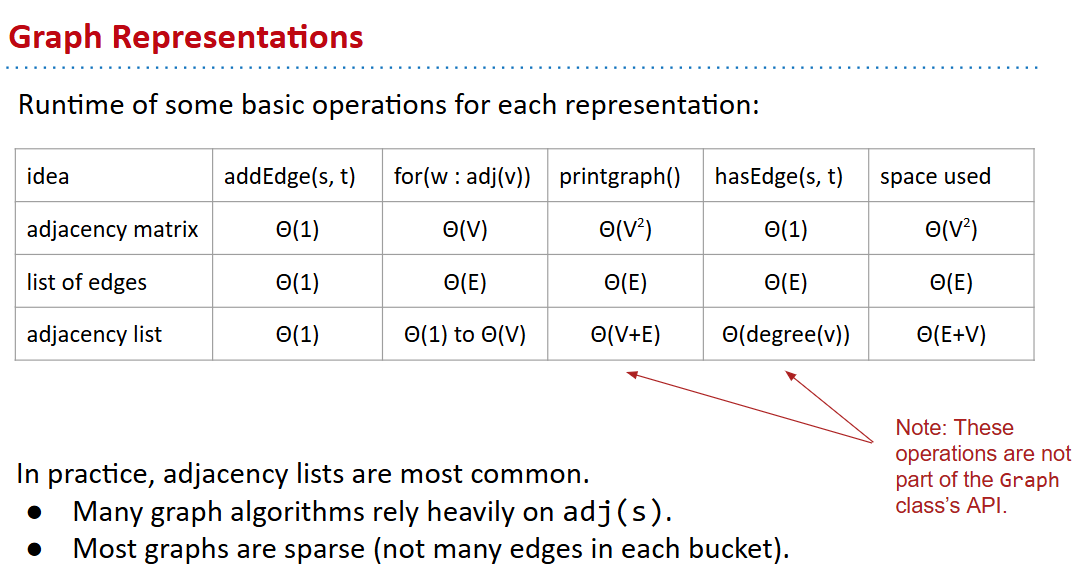 Graph Representations
Runtime of some basic operations for each representation:
idea addEdge(s, t) for(w : adj(v)) printgraph() hasEdge(s, t) space used
adjacency matrix Θ(1) Θ(V) Θ(V²) Θ(1) Θ(V²)
list of edges Θ(1) Θ(E) Θ(E) Θ(E) Θ(E)
adjacency list Θ(1) Θ(1) to Θ(V) Θ(V+E) Θ(degree(v)) Θ(E+V)
Note: These
operations are not
part of the Graph
class’s API.
In practice, adjacency lists are most common.
● Many graph algorithms rely heavily on adj(s).
● Most graphs are sparse (not many edges in each bucket).